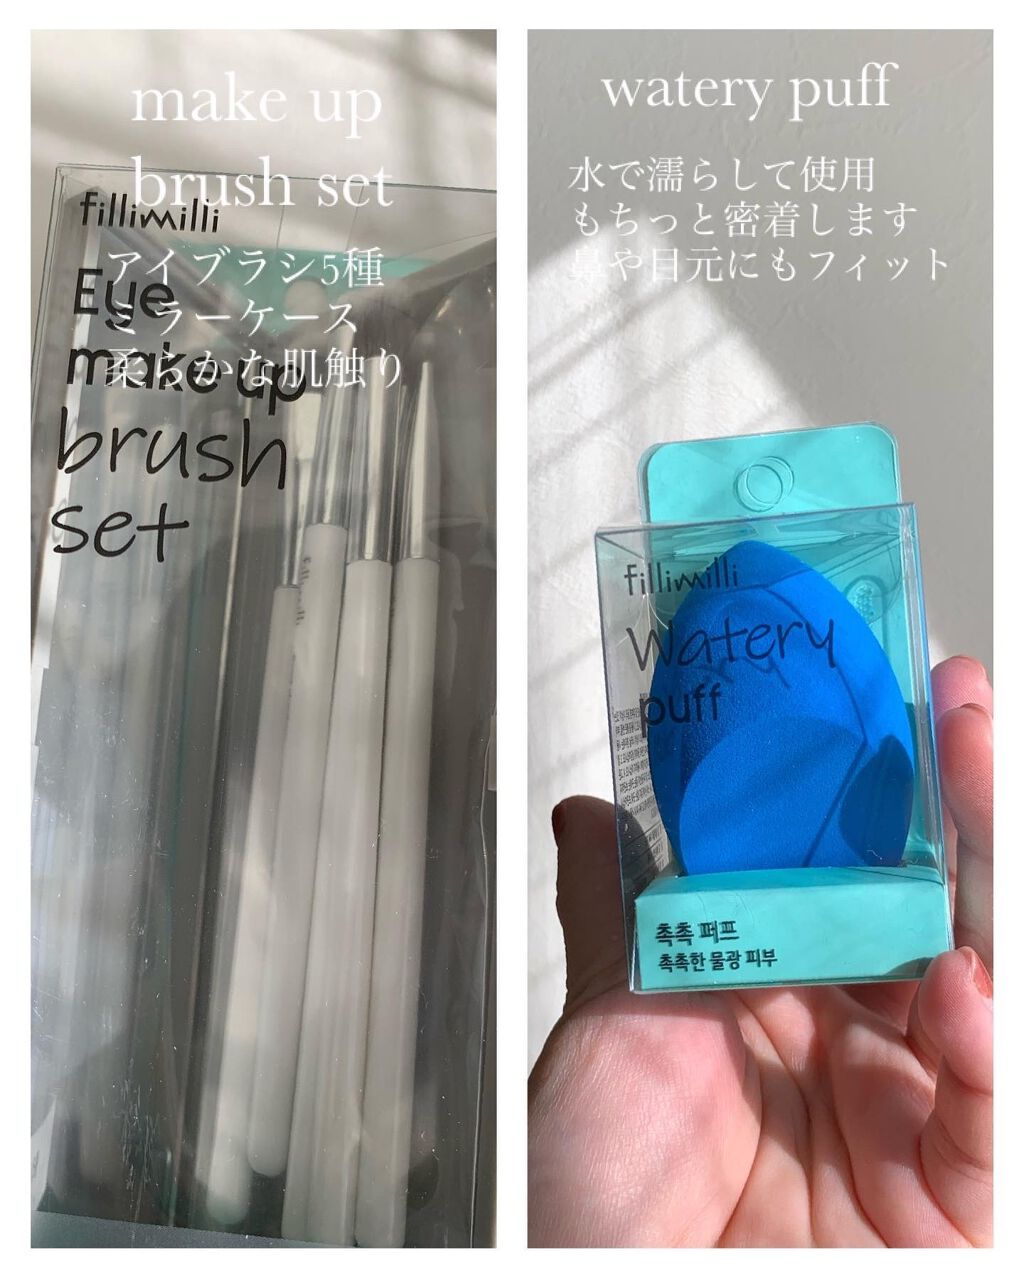 make up
brush set
アイブラシ5種
ミラーケース
柔らかな肌触り
fillimilli
Eye
make up
brush
set
watery puff
水で濡らして使用
もちっと密着します
鼻や目元にもフィット
fillimilli
Watery
puff
촉촉 퍼프
촉촉한 물광 피부